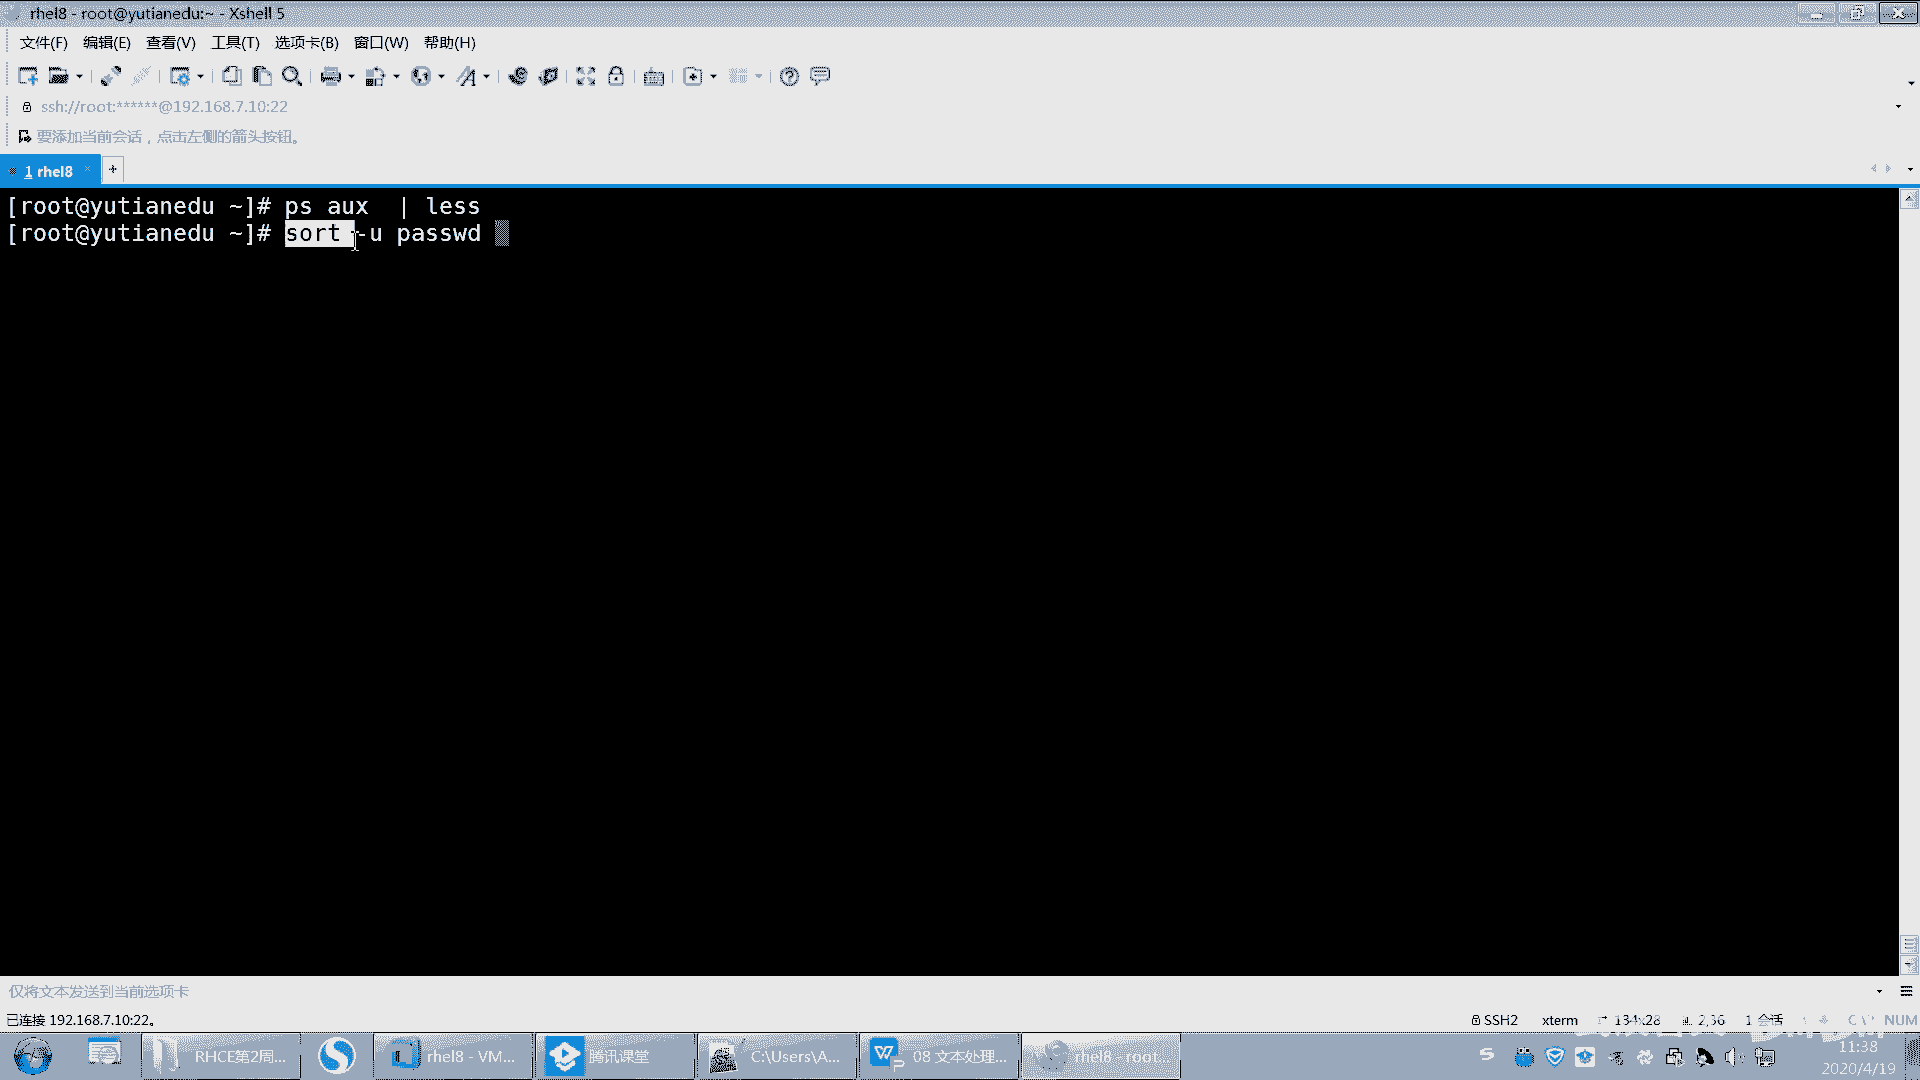 rhel8 - root@yutianedu:~ - Xshell 5
文件(F) 编辑(E) 查看(V) 工具(T) 选项卡(B) 窗口(W) 帮助(H)
ssh://root:******@192.168.7.10:22
要添加当前会话，点击左侧的箭头按钮。
1 rhel8
[root@yutianedu ~]# ps aux  | less
[root@yutianedu ~]# sort -u passwd
仅将文本发送到当前选项卡
已连接 192.168.7.10:22。 SSH2 xterm 134x28 2,36 1 会话 NUM
RHCE第2周... rhel8 - VM... 腾讯课堂 C:\Users\A... 08 文本处理... rhel8 - root...
11:38
2020/4/19